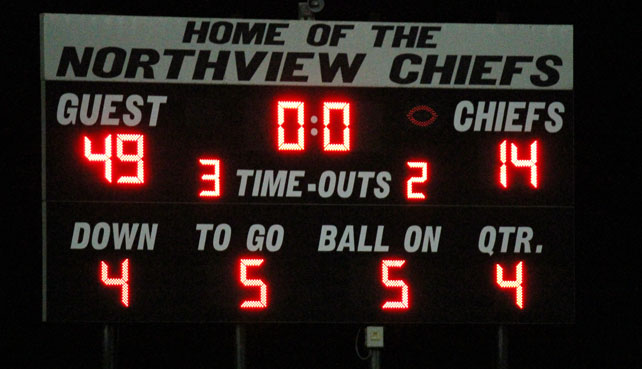 HOME OF THE
NORTHVIEW CHIEFS
GUEST 0:0 CHIEFS
49 14
3 TIME-OUTS 2
DOWN TO GO BALL ON QTR.
4 5 5 4